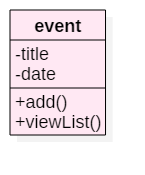 event
-title
-date
+add()
+viewList()